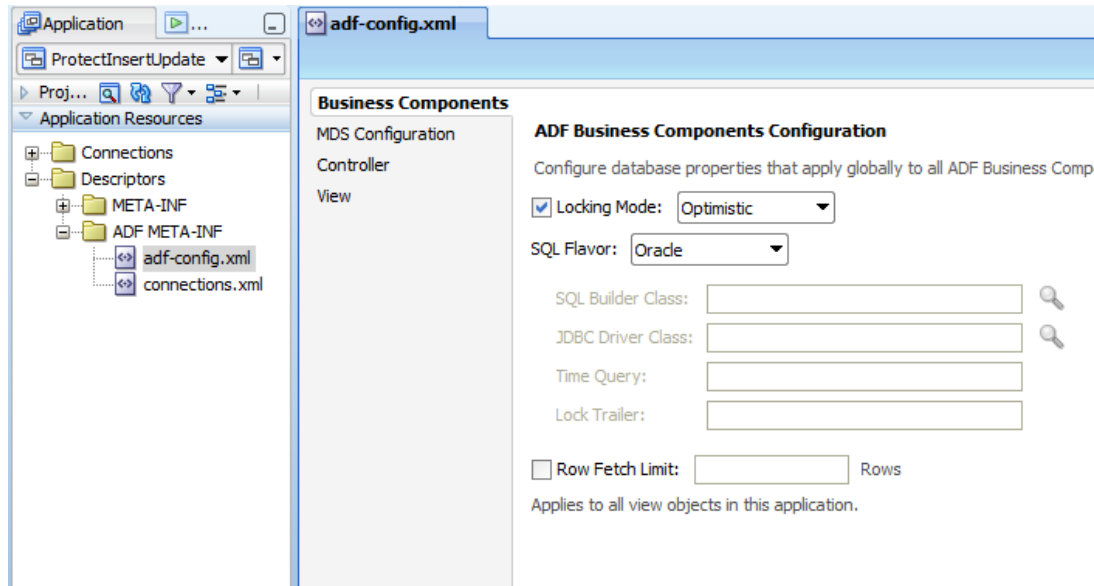 Application
...
adf-config.xml
ProtectInsertUpdate
Proj...
Application Resources
Connections
Descriptors
META-INF
ADF META-INF
adf-config.xml
connections.xml
Business Components
MDS Configuration
Controller
View
ADF Business Components Configuration
Configure database properties that apply globally to all ADF Business Comp
Locking Mode: Optimistic
SQL Flavor: Oracle
SQL Builder Class:
JDBC Driver Class:
Time Query:
Lock Trailer:
Row Fetch Limit: Rows
Applies to all view objects in this application.